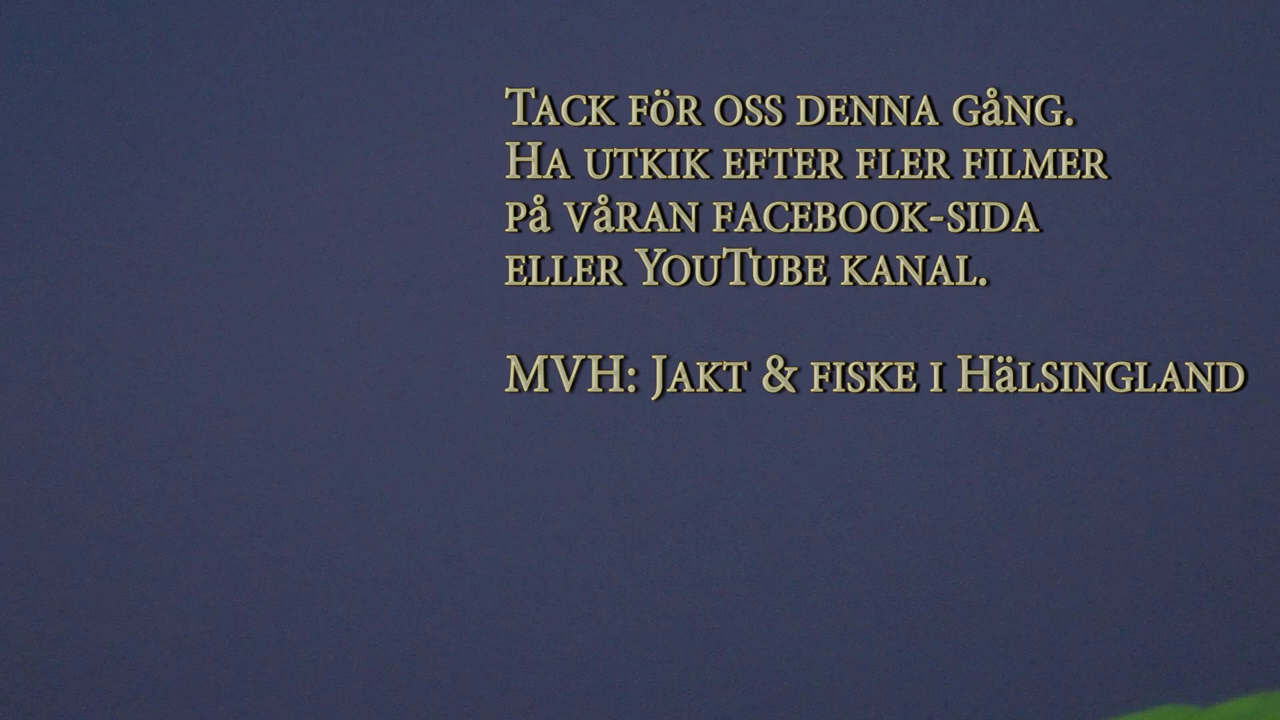 Tack för oss denna gång.
Ha utkik efter fler filmer
på våran facebook-sida
eller YouTube kanal.
MVH: Jakt & fiske i Hälsingland